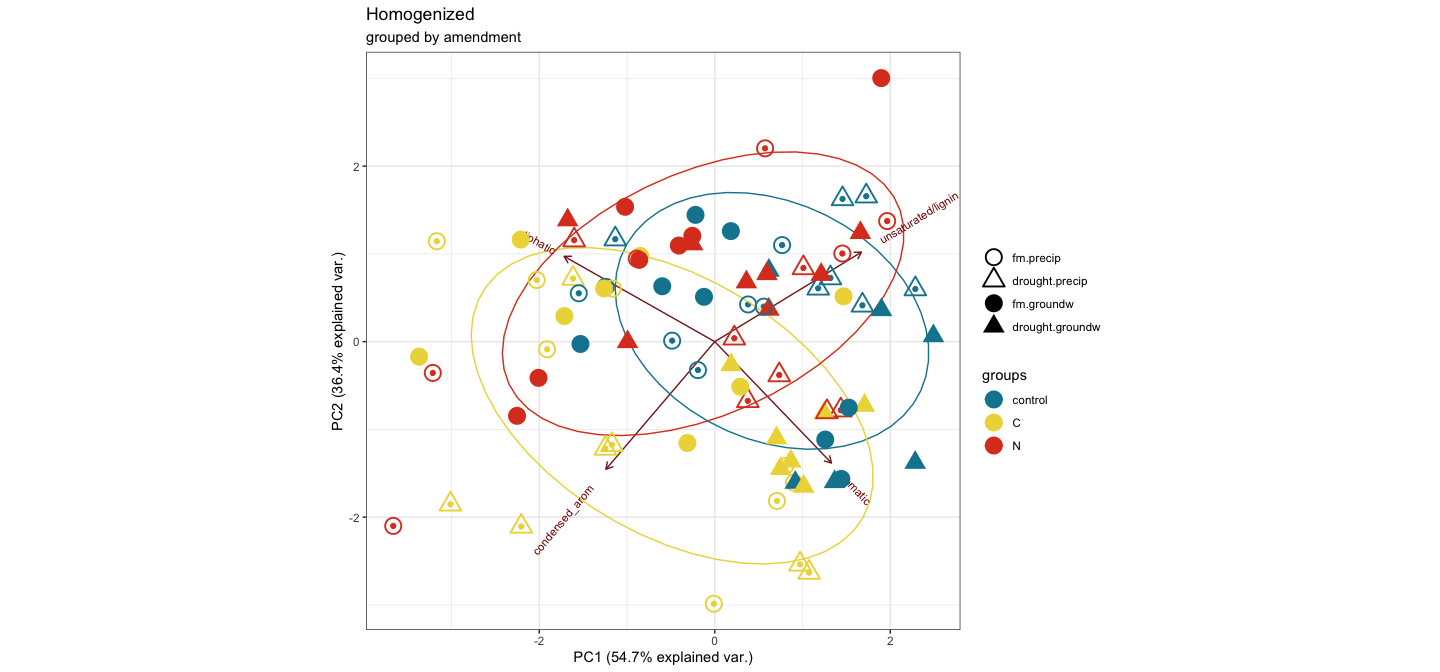 Homogenized
grouped by amendment
PC2 (36.4% explained var.)
2
0
-2
unsaturated/lignin
condensed_arom
-2
0
2
PC1 (54.7% explained var.)
fm.precip
drought.precip
fm.groundw
drought.groundw
groups
control
C
N